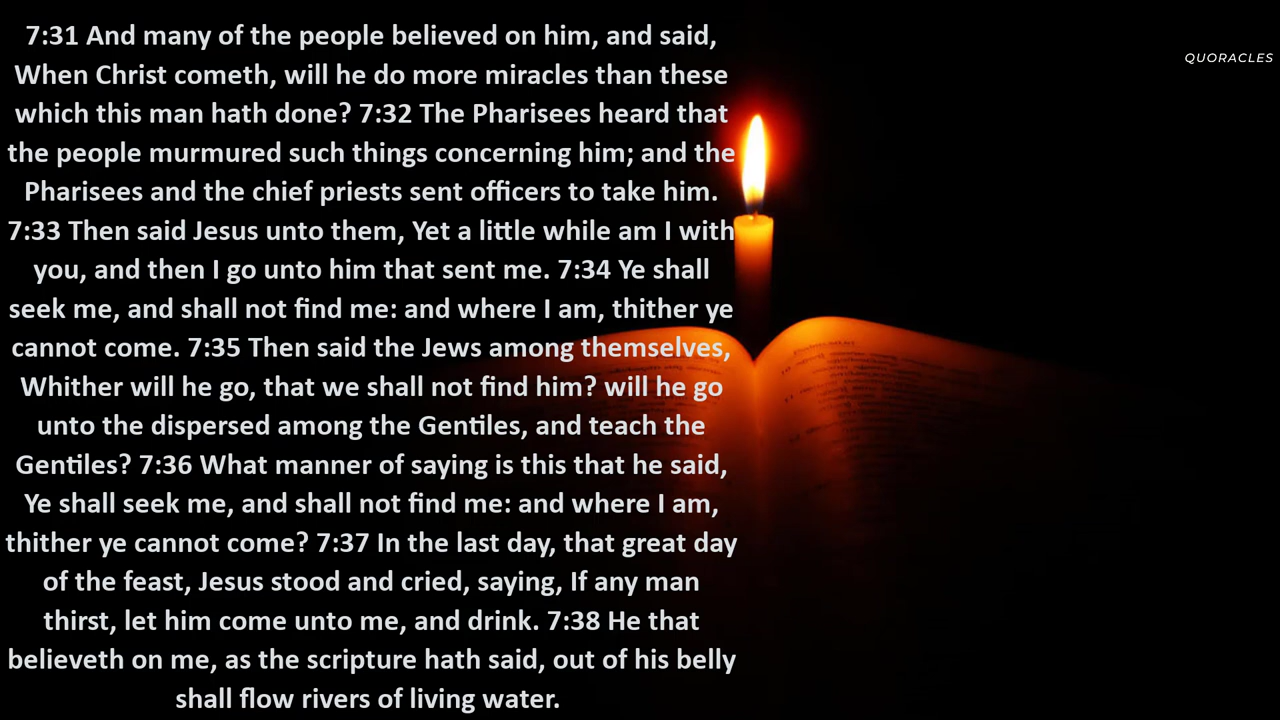 7:31 And many of the people believed on him, and said,
When Christ cometh, will he do more miracles than these
which this man hath done? 7:32 The Pharisees heard that
the people murmured such things concerning him; and the
Pharisees and the chief priests sent officers to take him.
7:33 Then said Jesus unto them, Yet a little while am I with
you, and then I go unto him that sent me. 7:34 Ye shall
seek me, and shall not find me: and where I am, thither ye
cannot come. 7:35 Then said the Jews among themselves,
Whither will he go, that we shall not find him? will he go
unto the dispersed among the Gentiles, and teach the
Gentiles? 7:36 What manner of saying is this that he said,
Ye shall seek me, and shall not find me: and where I am,
thither ye cannot come? 7:37 In the last day, that great day
of the feast, Jesus stood and cried, saying, If any man
thirst, let him come unto me, and drink. 7:38 He that
believeth on me, as the scripture hath said, out of his belly
shall flow rivers of living water.
QUORACLES